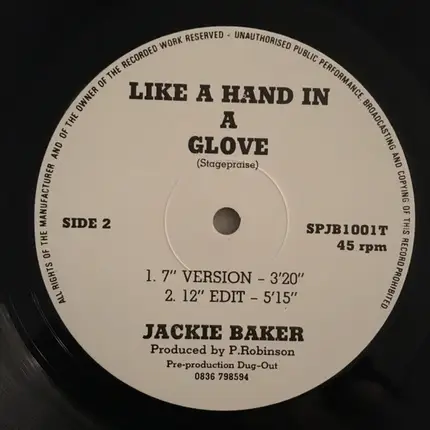 ALL RIGHTS OF THE MANUFACTURER AND OF THE OWNER OF THE RECORDED WORK RESERVED - UNAUTHORISED PUBLIC PERFORMANCE, BROADCASTING AND COPYING OF THIS RECORD PROHIBITED
LIKE A HAND IN
A
GLOVE
(Stagepraise)
SIDE 2
SPJB1001T
45 rpm
1. 7" VERSION – 3'20"
2. 12" EDIT – 5'15"
JACKIE BAKER
Produced by P.Robinson
Pre-production Dug-Out
0836 798594